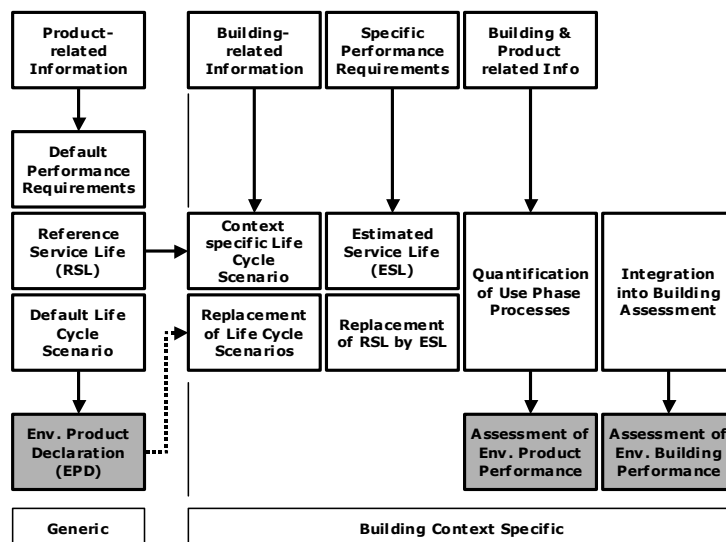 Product-
related
Information
Building-
related
Information
Specific
Performance
Requirements
Building &
Product
related Info
Default
Performance
Requirements
Reference
Service Life
(RSL)
Context
specific Life
Cycle
Scenario
Estimated
Service Life
(ESL)
Quantification
of Use Phase
Processes
Integration
into Building
Assessment
Default Life
Cycle
Scenario
Replacement
of Life Cycle
Scenarios
Replacement
of RSL by ESL
Env. Product
Declaration
(EPD)
Assessment of
Env. Product
Performance
Assessment of
Env. Building
Performance
Generic
Building Context Specific